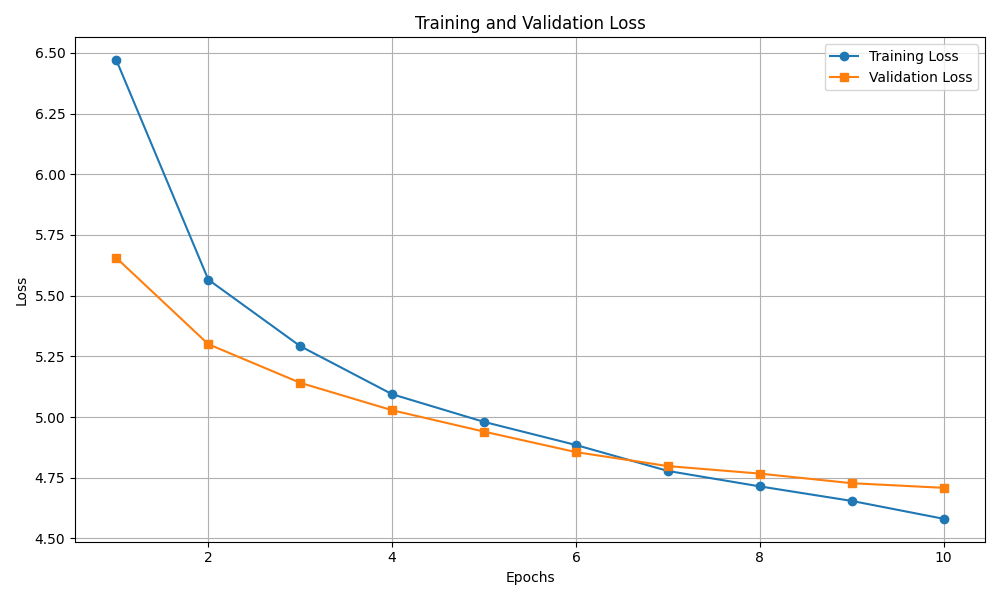 Training and Validation Loss
Training Loss
Validation Loss
Loss
6.50
6.25
6.00
5.75
5.50
5.25
5.00
4.75
4.50
2 4 6 8 10
Epochs